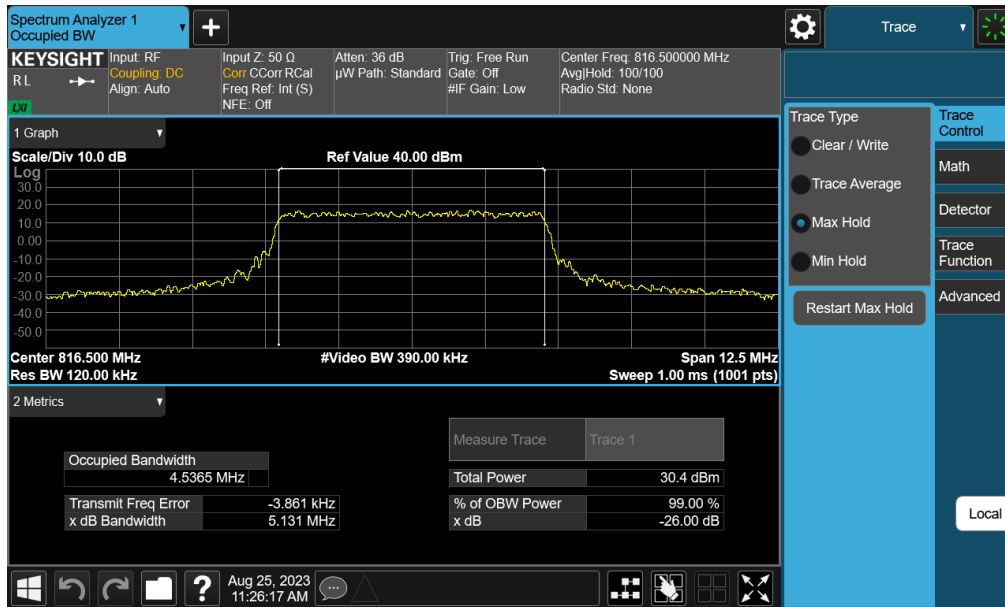 Spectrum Analyzer 1
Occupied BW
+
Trace
KEYSIGHT
R L
LXI
Input: RF
Coupling: DC
Align: Auto
Input Z: 50 Ω
Corr CCorr RCal
Freq Ref: Int (S)
NFE: Off
Atten: 36 dB
µW Path: Standard
Trig: Free Run
Gate: Off
#IF Gain: Low
Center Freq: 816.500000 MHz
Avg|Hold: 100/100
Radio Std: None
1 Graph
Scale/Div 10.0 dB
Ref Value 40.00 dBm
Log
30.0
20.0
10.0
0.00
-10.0
-20.0
-30.0
-40.0
-50.0
Center 816.500 MHz
#Video BW 390.00 kHz
Span 12.5 MHz
Res BW 120.00 kHz
Sweep 1.00 ms (1001 pts)
2 Metrics
Measure Trace
Trace 1
Occupied Bandwidth
4.5365 MHz
Total Power
30.4 dBm
Transmit Freq Error
-3.861 kHz
% of OBW Power
99.00 %
x dB Bandwidth
5.131 MHz
x dB
-26.00 dB
Trace Type
Clear / Write
Trace Average
Max Hold
Min Hold
Restart Max Hold
Trace
Control
Math
Detector
Trace
Function
Advanced
Local
?
Aug 25, 2023
11:26:17 AM